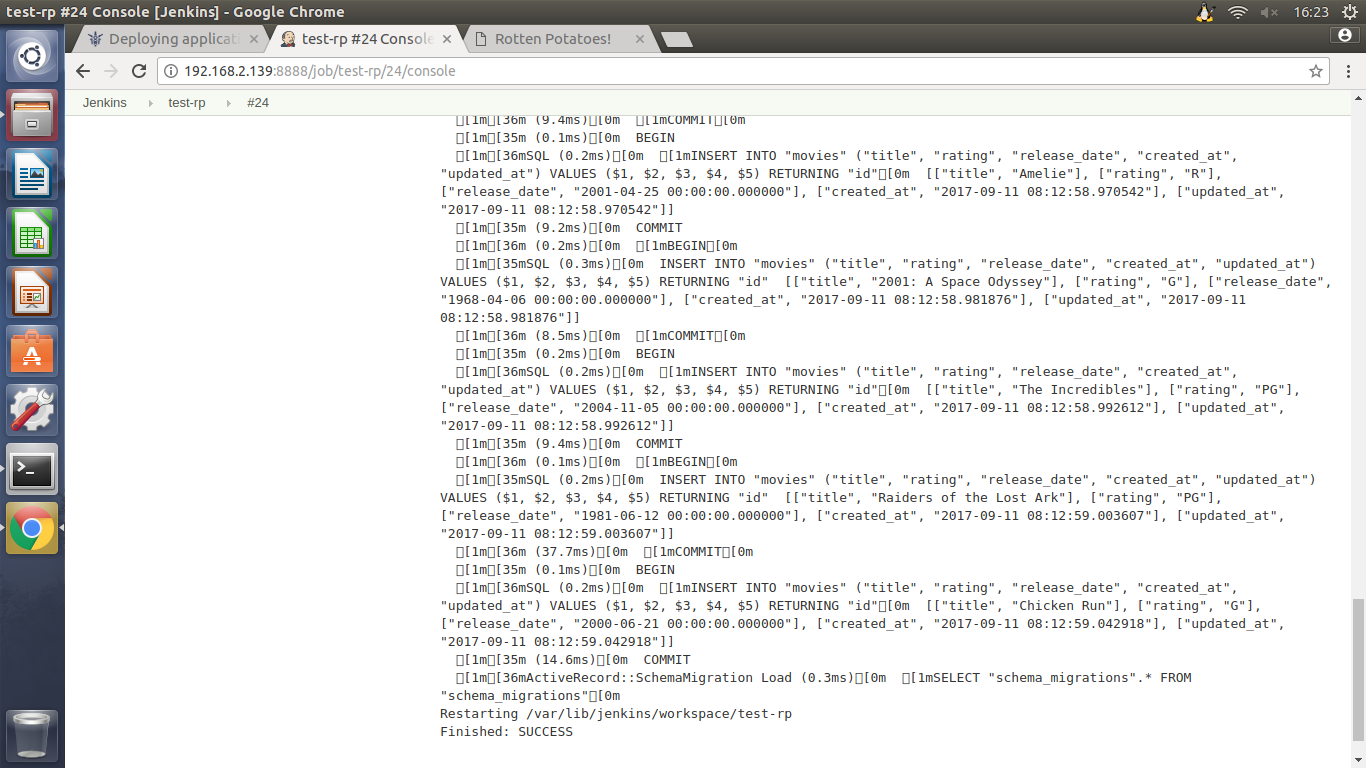 test-rp #24 Console [Jenkins] - Google Chrome
16:23
Deploying applicati
test-rp #24 Console
Rotten Potatoes!
192.168.2.139:8888/job/test-rp/24/console
Jenkins test-rp #24
[1m[36m (9.4ms)[0m  [1mCOMMIT[0m
[1m[35m (0.1ms)[0m  BEGIN
[1m[36mSQL (0.2ms)[0m  [1mINSERT INTO "movies" ("title", "rating", "release_date", "created_at",
"updated_at") VALUES ($1, $2, $3, $4, $5) RETURNING "id"[0m  [["title", "Amelie"], ["rating", "R"],
["release_date", "2001-04-25 00:00:00.000000"], ["created_at", "2017-09-11 08:12:58.970542"], ["updated_at",
"2017-09-11 08:12:58.970542"]]
[1m[35m (9.2ms)[0m  COMMIT
[1m[36m (0.2ms)[0m  [1mBEGIN[0m
[1m[35mSQL (0.3ms)[0m  INSERT INTO "movies" ("title", "rating", "release_date", "created_at", "updated_at")
VALUES ($1, $2, $3, $4, $5) RETURNING "id"  [["title", "2001: A Space Odyssey"], ["rating", "G"], ["release_date",
"1968-04-06 00:00:00.000000"], ["created_at", "2017-09-11 08:12:58.981876"], ["updated_at", "2017-09-11
08:12:58.981876"]]
[1m[36m (8.5ms)[0m  [1mCOMMIT[0m
[1m[35m (0.2ms)[0m  BEGIN
[1m[36mSQL (0.2ms)[0m  [1mINSERT INTO "movies" ("title", "rating", "release_date", "created_at",
"updated_at") VALUES ($1, $2, $3, $4, $5) RETURNING "id"[0m  [["title", "The Incredibles"], ["rating", "PG"],
["release_date", "2004-11-05 00:00:00.000000"], ["created_at", "2017-09-11 08:12:58.992612"], ["updated_at",
"2017-09-11 08:12:58.992612"]]
[1m[35m (9.4ms)[0m  COMMIT
[1m[36m (0.1ms)[0m  [1mBEGIN[0m
[1m[35mSQL (0.2ms)[0m  INSERT INTO "movies" ("title", "rating", "release_date", "created_at", "updated_at")
VALUES ($1, $2, $3, $4, $5) RETURNING "id"  [["title", "Raiders of the Lost Ark"], ["rating", "PG"],
["release_date", "1981-06-12 00:00:00.000000"], ["created_at", "2017-09-11 08:12:59.003607"], ["updated_at",
"2017-09-11 08:12:59.003607"]]
[1m[36m (37.7ms)[0m  [1mCOMMIT[0m
[1m[35m (0.1ms)[0m  BEGIN
[1m[36mSQL (0.2ms)[0m  [1mINSERT INTO "movies" ("title", "rating", "release_date", "created_at",
"updated_at") VALUES ($1, $2, $3, $4, $5) RETURNING "id"[0m  [["title", "Chicken Run"], ["rating", "G"],
["release_date", "2000-06-21 00:00:00.000000"], ["created_at", "2017-09-11 08:12:59.042918"], ["updated_at",
"2017-09-11 08:12:59.042918"]]
[1m[35m (14.6ms)[0m  COMMIT
[1m[36mActiveRecord::SchemaMigration Load (0.3ms)[0m  [1mSELECT "schema_migrations".* FROM
"schema_migrations"[0m
Restarting /var/lib/jenkins/workspace/test-rp
Finished: SUCCESS